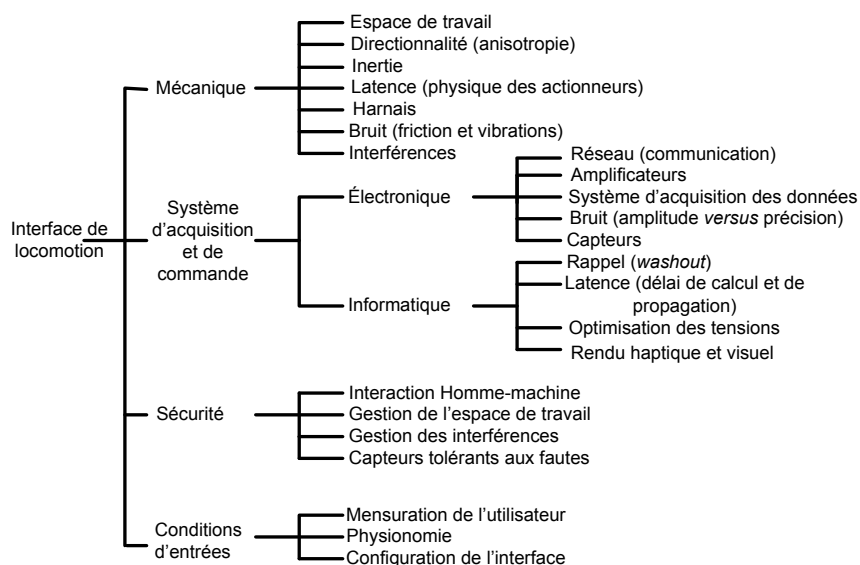 Interface de
locomotion
Mécanique
Espace de travail
Directionnalité (anisotropie)
Inertie
Latence (physique des actionneurs)
Harnais
Bruit (friction et vibrations)
Interférences
Système
d'acquisition
et de
commande
Électronique
Réseau (communication)
Amplificateurs
Système d'acquisition des données
Bruit (amplitude versus précision)
Capteurs
Informatique
Rappel (washout)
Latence (délai de calcul et de
propagation)
Optimisation des tensions
Rendu haptique et visuel
Sécurité
Interaction Homme-machine
Gestion de l'espace de travail
Gestion des interférences
Capteurs tolérants aux fautes
Conditions
d'entrées
Mensuration de l'utilisateur
Physionomie
Configuration de l'interface